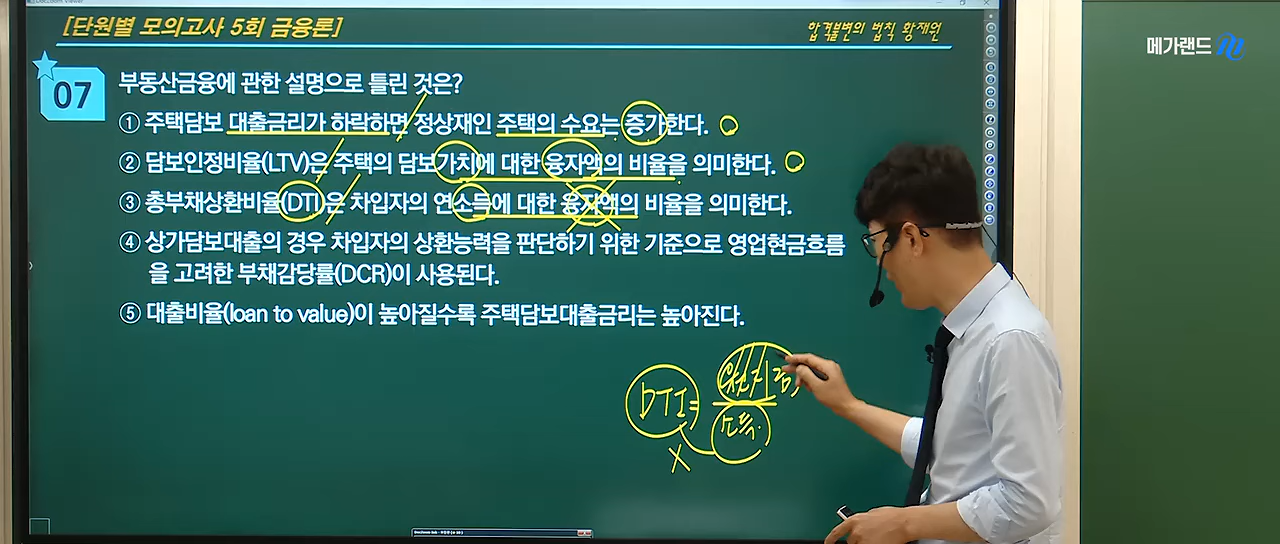 [단원별 모의고사 5회 금융론]
합격불변의 법칙 황재원
메가랜드
07
부동산금융에 관한 설명으로 틀린 것은?
① 주택담보 대출금리가 하락하면 정상재인 주택의 수요는 증가한다.
② 담보인정비율(LTV)은 주택의 담보가치에 대한 융자액의 비율을 의미한다.
③ 총부채상환비율(DTI)은 차입자의 연소득에 대한 융자액의 비율을 의미한다.
④ 상가담보대출의 경우 차입자의 상환능력을 판단하기 위한 기준으로 영업현금흐름
을 고려한 부채감당률(DCR)이 사용된다.
⑤ 대출비율(loan to value)이 높아질수록 주택담보대출금리는 높아진다.
DTI=
소득
X